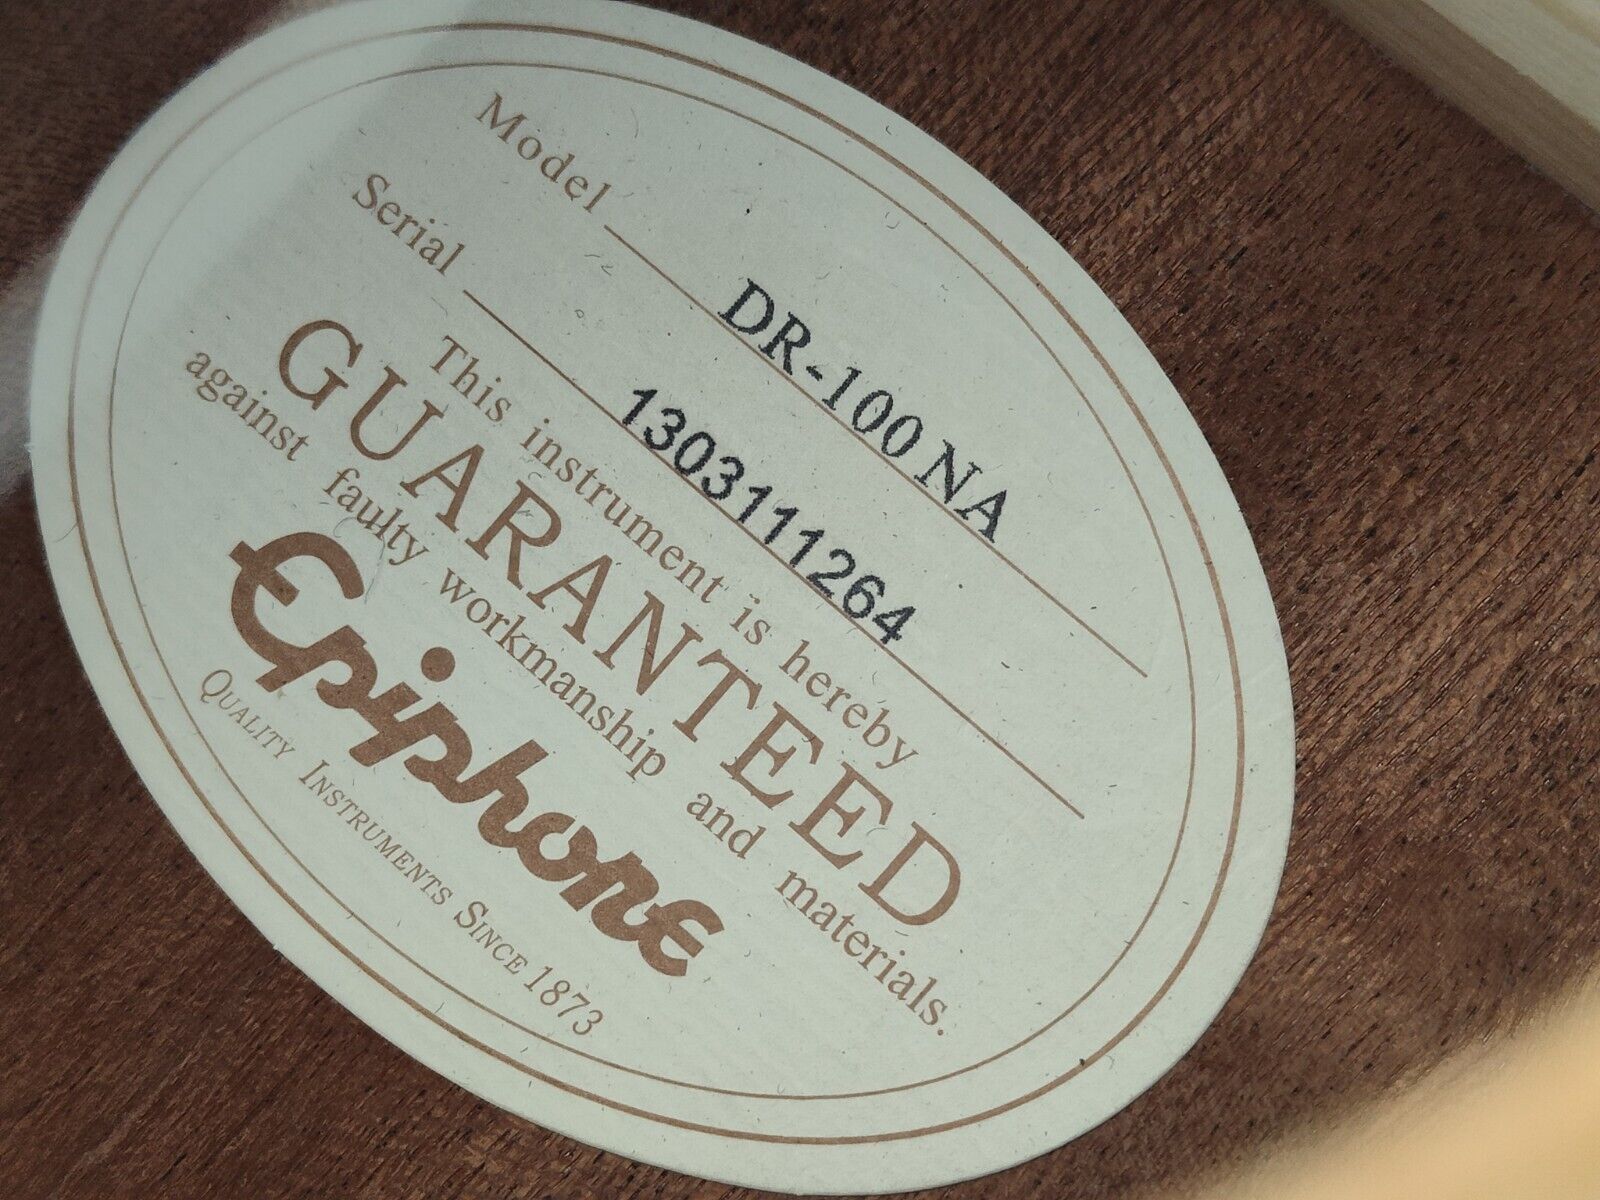 Model DR-100 NA
Serial 1303111264
This instrument is hereby
GUARANTEED
against faulty workmanship and materials.
Epiphone
QUALITY INSTRUMENTS SINCE 1873